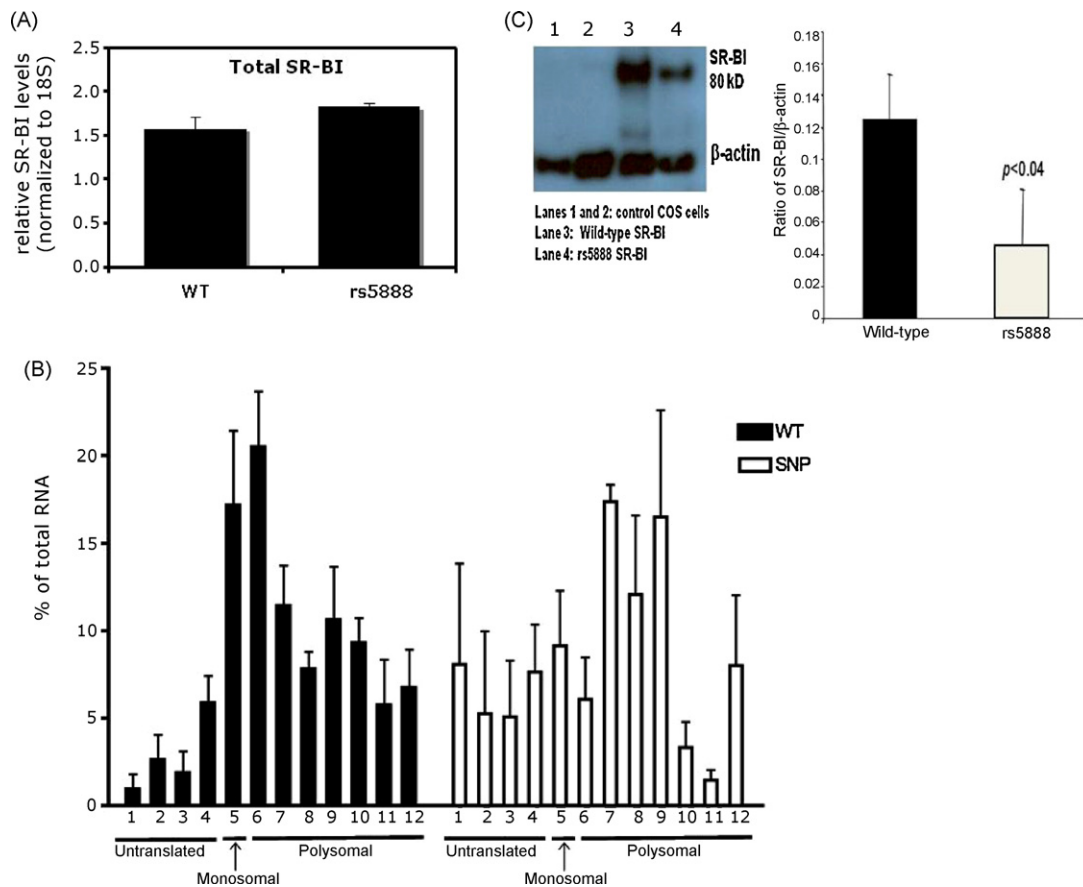 (A)
Total SR-BI
relative SR-BI levels
(normalized to 18S)
2.5
2.0
1.5
1.0
0.5
0.0
WT rs5888
(C)
1 2 3 4
SR-BI
80 kD
β-actin
Lanes 1 and 2: control COS cells
Lane 3: Wild-type SR-BI
Lane 4: rs5888 SR-BI
Ratio of SR-BI/β-actin
0.18
0.16
0.14
0.12
0.1
0.08
0.06
0.04
0.02
0
p<0.04
Wild-type rs5888
(B)
% of total RNA
25
20
15
10
5
0
WT
SNP
1 2 3 4 5 6 7 8 9 10 11 12 1 2 3 4 5 6 7 8 9 10 11 12
Untranslated Polysomal Untranslated Polysomal
Monosomal Monosomal